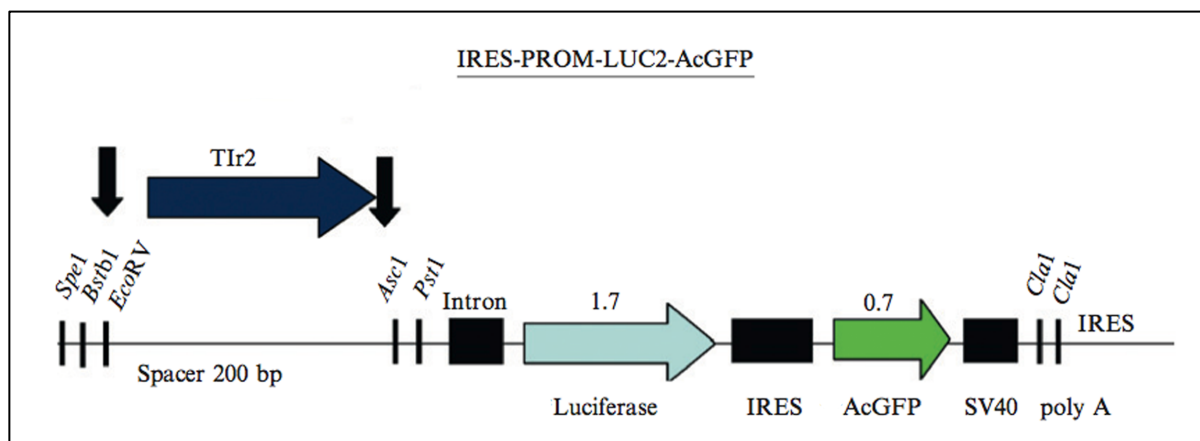 IRES-PROM-LUC2-AcGFP
TIr2
Spe1
Bstb1
EcoRV
Asc1
Pst1
Intron
1.7
0.7
Cla1
Cla1
IRES
Spacer 200 bp
Luciferase
IRES
AcGFP
SV40
poly A